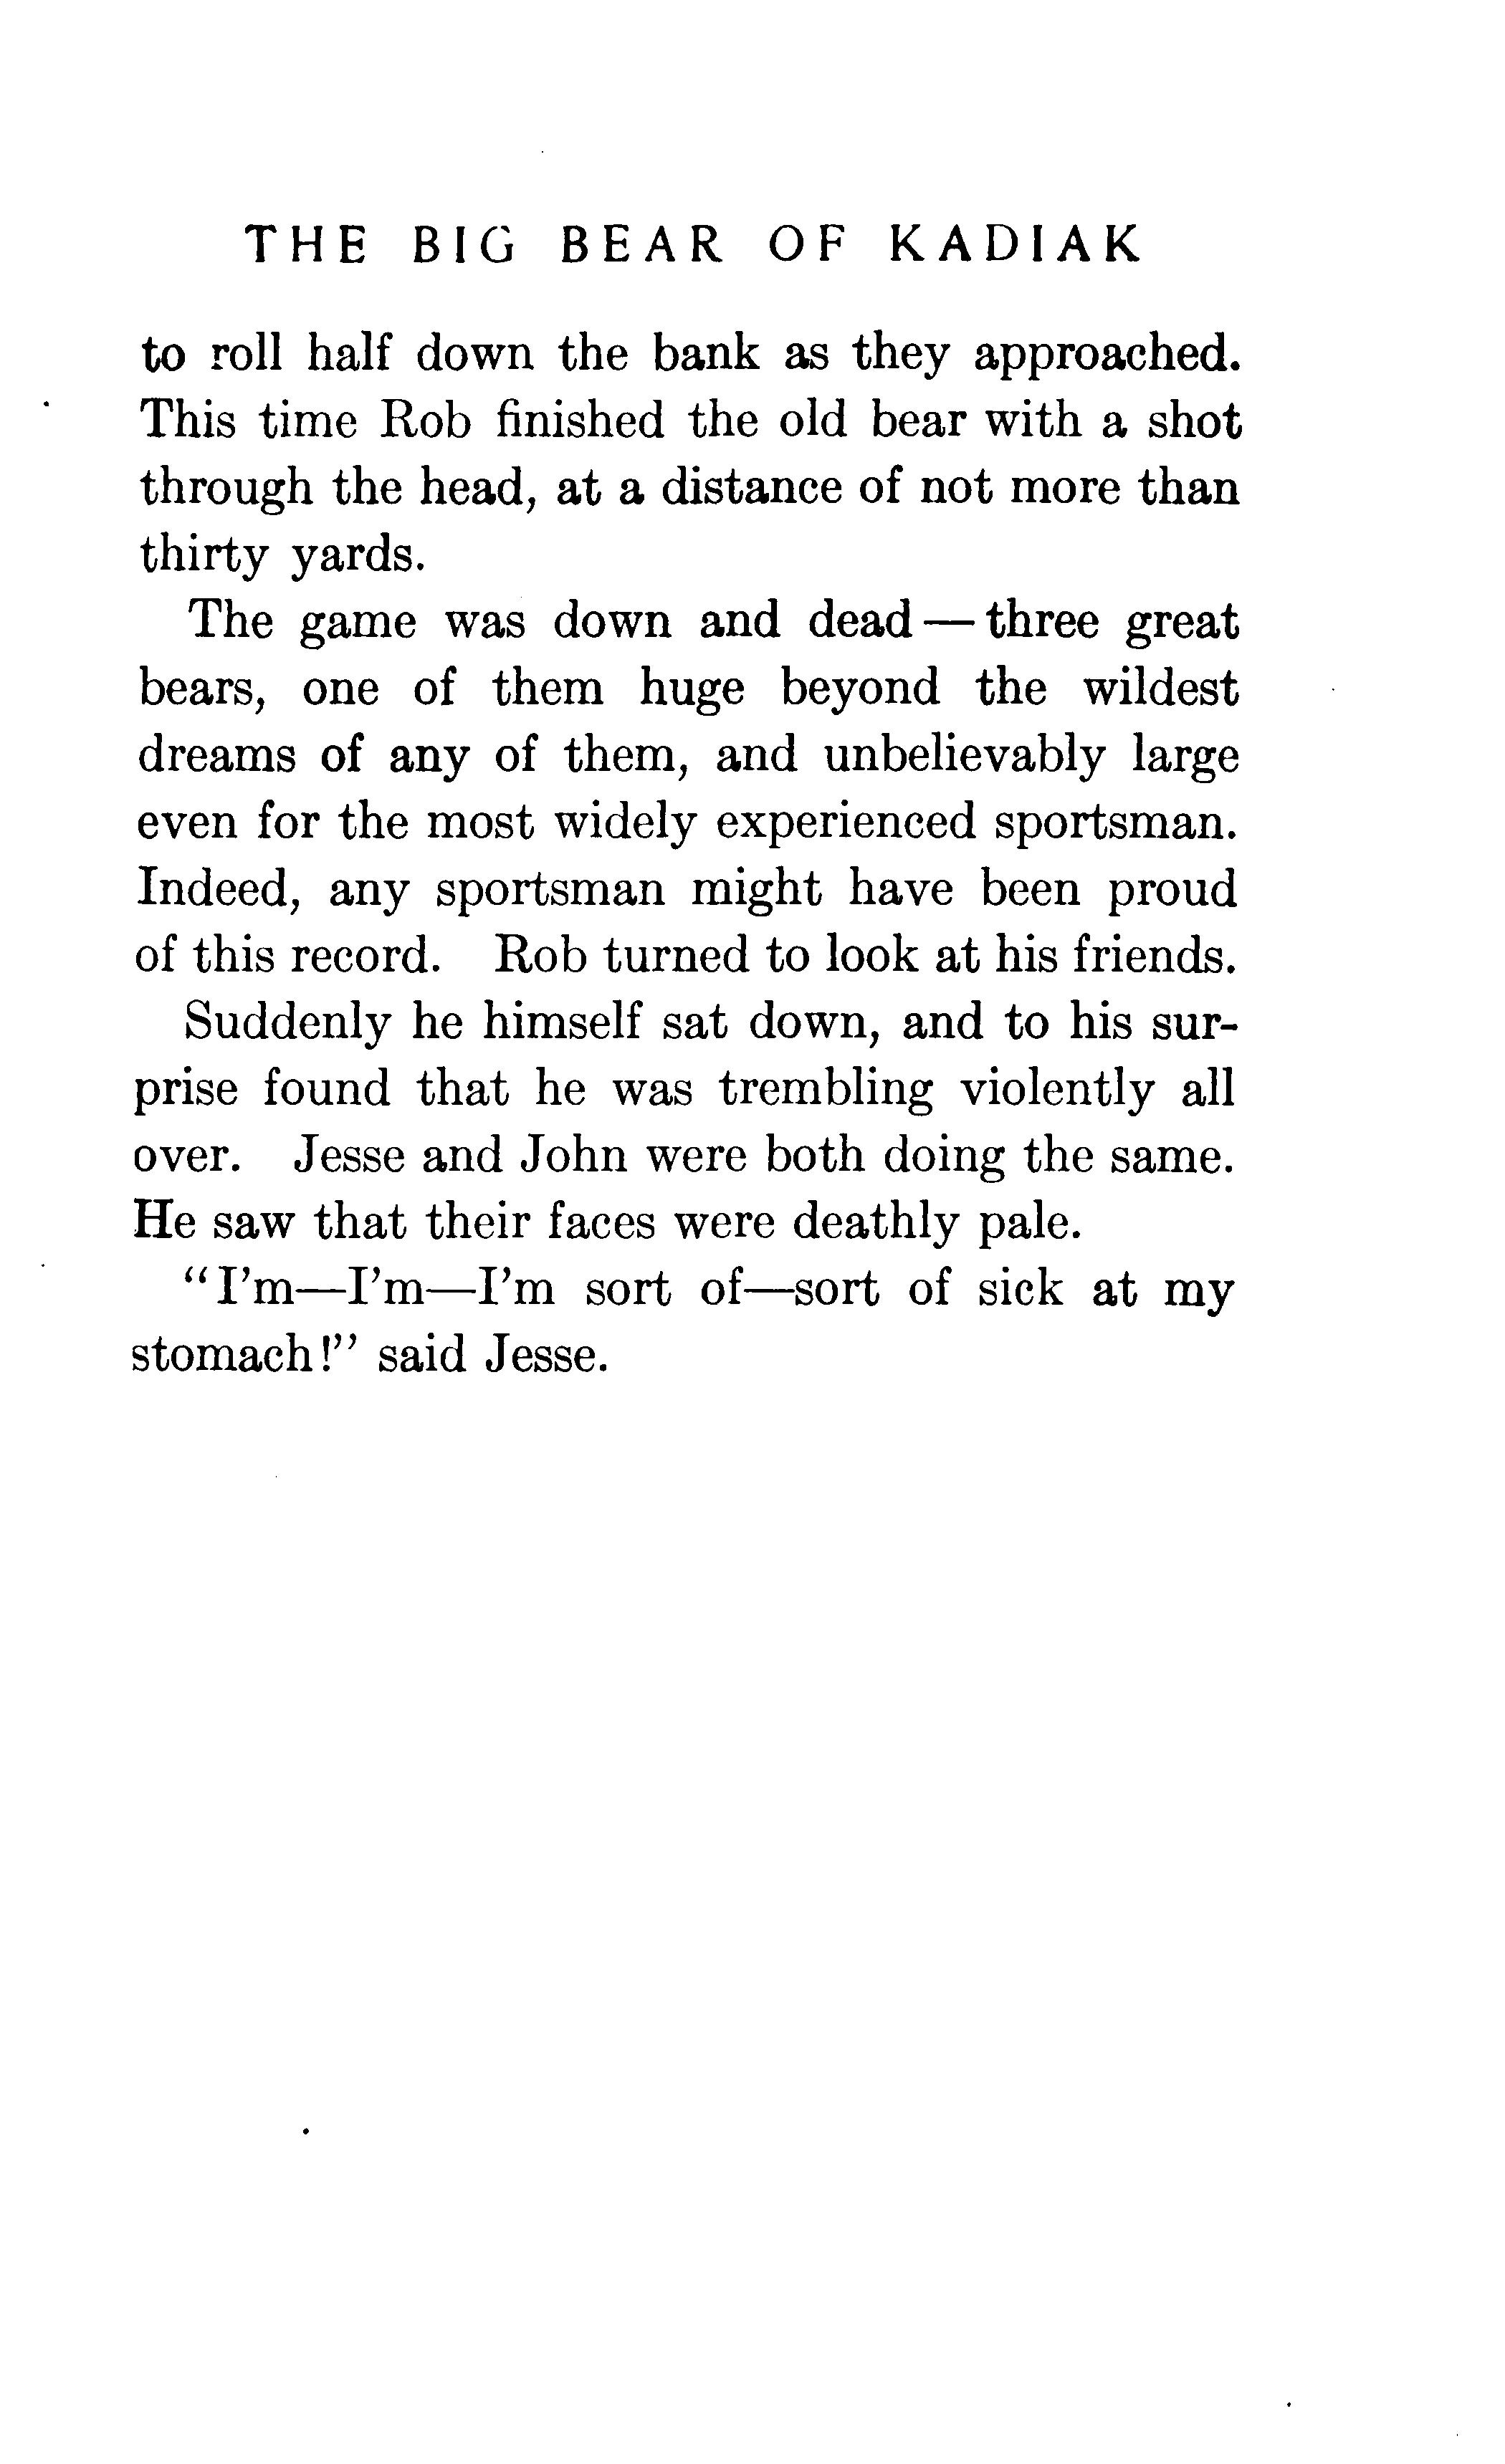 THE BIG BEAR OF KADIAK
to roll half down the bank as they approached.
This time Rob finished the old bear with a shot
through the head, at a distance of not more than
thirty yards.
The game was down and dead — three great
bears, one of them huge beyond the wildest
dreams of any of them, and unbelievably large
even for the most widely experienced sportsman.
Indeed, any sportsman might have been proud
of this record. Rob turned to look at his friends.
Suddenly he himself sat down, and to his sur-
prise found that he was trembling violently all
over. Jesse and John were both doing the same.
He saw that their faces were deathly pale.
“I’m—I’m—I’m sort of—sort of sick at my
stomach!” said Jesse.